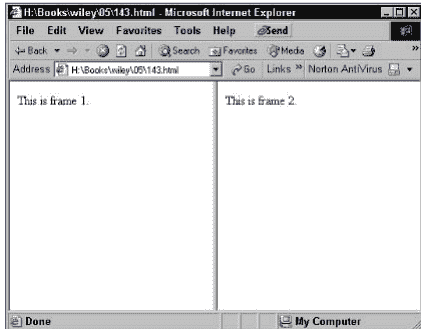 H:\Books\wiley\05\143.html - Microsoft Internet Explorer
File Edit View Favorites Tools Help Send
Back Search Favorites Media »
Address H:\Books\wiley\05\143.html Go Links » Norton AntiVirus
This is frame 1. This is frame 2.
Done My Computer